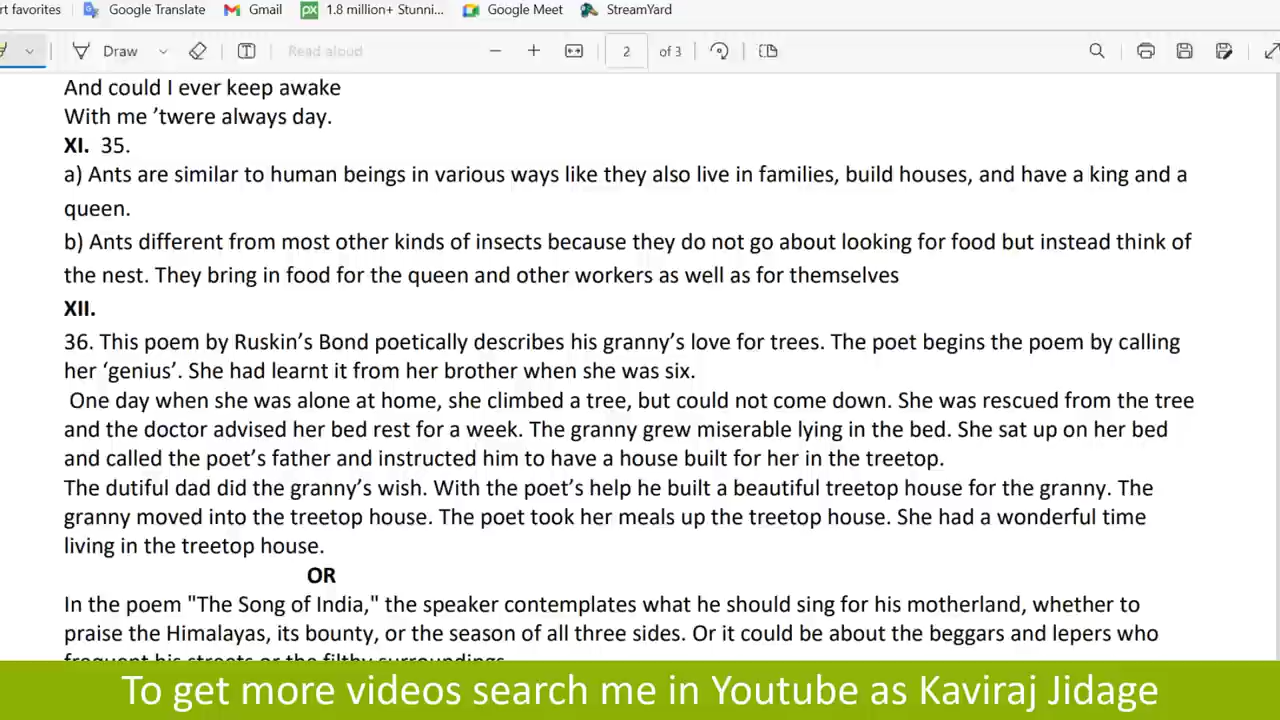 rt favorites Google Translate Gmail 1.8 million+ Stunni... Google Meet StreamYard
Draw Read aloud 2 of 3
And could I ever keep awake
With me ’twere always day.
XI. 35.
a) Ants are similar to human beings in various ways like they also live in families, build houses, and have a king and a
queen.
b) Ants different from most other kinds of insects because they do not go about looking for food but instead think of
the nest. They bring in food for the queen and other workers as well as for themselves
XII.
36. This poem by Ruskin’s Bond poetically describes his granny’s love for trees. The poet begins the poem by calling
her ‘genius’. She had learnt it from her brother when she was six.
One day when she was alone at home, she climbed a tree, but could not come down. She was rescued from the tree
and the doctor advised her bed rest for a week. The granny grew miserable lying in the bed. She sat up on her bed
and called the poet’s father and instructed him to have a house built for her in the treetop.
The dutiful dad did the granny’s wish. With the poet’s help he built a beautiful treetop house for the granny. The
granny moved into the treetop house. The poet took her meals up the treetop house. She had a wonderful time
living in the treetop house.
OR
In the poem "The Song of India," the speaker contemplates what he should sing for his motherland, whether to
praise the Himalayas, its bounty, or the season of all three sides. Or it could be about the beggars and lepers who
frequent his streets or the filthy surroundings.
To get more videos search me in Youtube as Kaviraj Jidage